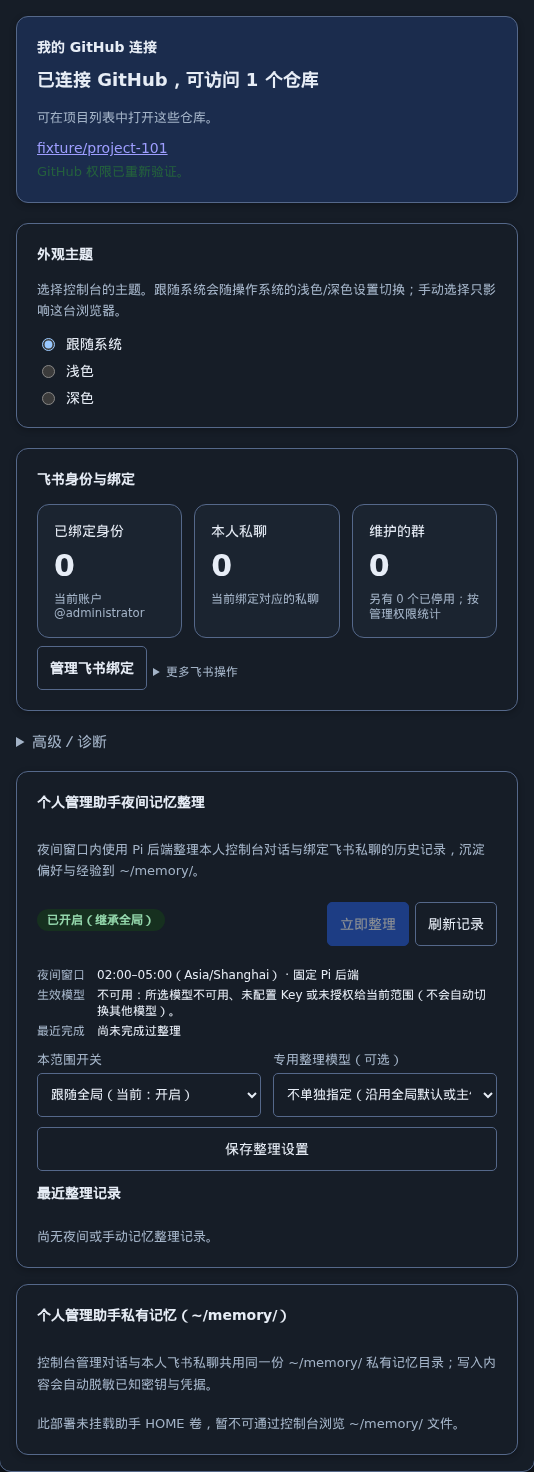 我的 GitHub 连接
已连接 GitHub，可访问 1 个仓库
可在项目列表中打开这些仓库。
fixture/project-101
GitHub 权限已重新验证。
外观主题
选择控制台的主题。跟随系统会随操作系统的浅色/深色设置切换；手动选择只影
响这台浏览器。
跟随系统
浅色
深色
飞书身份与绑定
已绑定身份
0
当前账户
@administrator
本人私聊
0
当前绑定对应的私聊
维护的群
0
另有 0 个已停用；按
管理权限统计
管理飞书绑定
更多飞书操作
高级 / 诊断
个人管理助手夜间记忆整理
夜间窗口内使用 Pi 后端整理本人控制台对话与绑定飞书私聊的历史记录，沉淀
偏好与经验到 ~/memory/。
已开启（继承全局）
立即整理
刷新记录
夜间窗口 02:00–05:00（Asia/Shanghai） · 固定 Pi 后端
生效模型 不可用：所选模型不可用、未配置 Key 或未授权给当前范围（不会自动切
换其他模型）。
最近完成 尚未完成过整理
本范围开关
专用整理模型（可选）
跟随全局（当前：开启）
不单独指定（沿用全局默认或主
保存整理设置
最近整理记录
尚无夜间或手动记忆整理记录。
个人管理助手私有记忆（~/memory/）
控制台管理对话与本人飞书私聊共用同一份 ~/memory/ 私有记忆目录；写入内
容会自动脱敏已知密钥与凭据。
此部署未挂载助手 HOME 卷，暂不可通过控制台浏览 ~/memory/ 文件。